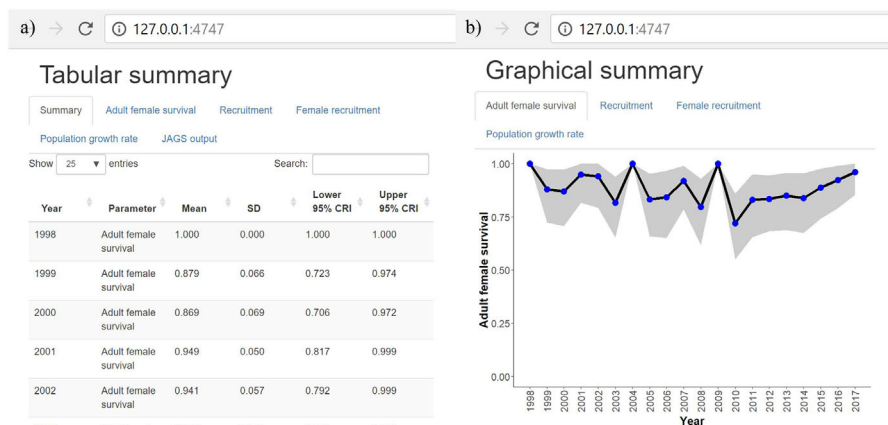 a)
127.0.0.1:4747
Tabular summary
Summary Adult female survival Recruitment Female recruitment
Population growth rate JAGS output
Show 25 entries Search:
Year Parameter Mean SD Lower 95% CRI Upper 95% CRI
1998 Adult female survival 1.000 0.000 1.000 1.000
1999 Adult female survival 0.879 0.066 0.723 0.974
2000 Adult female survival 0.869 0.069 0.706 0.972
2001 Adult female survival 0.949 0.050 0.817 0.999
2002 Adult female survival 0.941 0.057 0.792 0.999
b)
127.0.0.1:4747
Graphical summary
Adult female survival Recruitment Female recruitment
Population growth rate
Adult female survival
1.00
0.75
0.50
0.25
0.00
1998 1999 2000 2001 2002 2003 2004 2005 2006 2007 2008 2009 2010 2011 2012 2013 2014 2015 2016 2017
Year